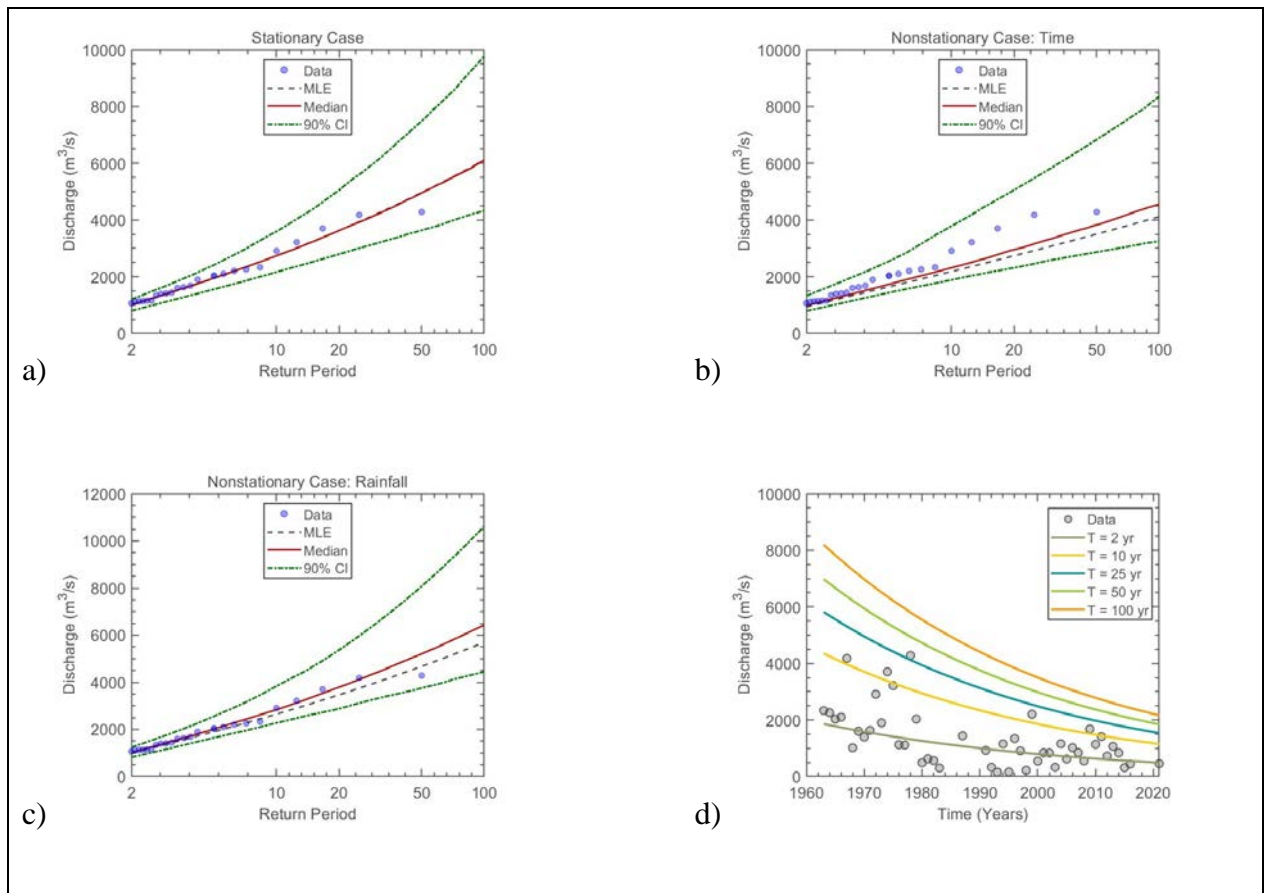 Stationary Case
10000
8000
6000
4000
2000
0
Discharge (m³/s)
Data
MLE
Median
90% CI
2 10 20 50 100
Return Period
a)
Nonstationary Case: Time
10000
8000
6000
4000
2000
0
Discharge (m³/s)
Data
MLE
Median
90% CI
2 10 20 50 100
Return Period
b)
Nonstationary Case: Rainfall
12000
10000
8000
6000
4000
2000
0
Discharge (m³/s)
Data
MLE
Median
90% CI
2 10 20 50 100
Return Period
c)
10000
8000
6000
4000
2000
0
Discharge (m³/s)
Data
T = 2 yr
T = 10 yr
T = 25 yr
T = 50 yr
T = 100 yr
1960 1970 1980 1990 2000 2010 2020
Time (Years)
d)